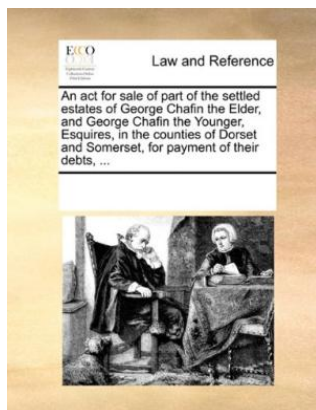 ECCO
Law and Reference
An act for sale of part of the settled
estates of George Chafin the Elder,
and George Chafin the Younger,
Esquires, in the counties of Dorset
and Somerset, for payment of their
debts, ...